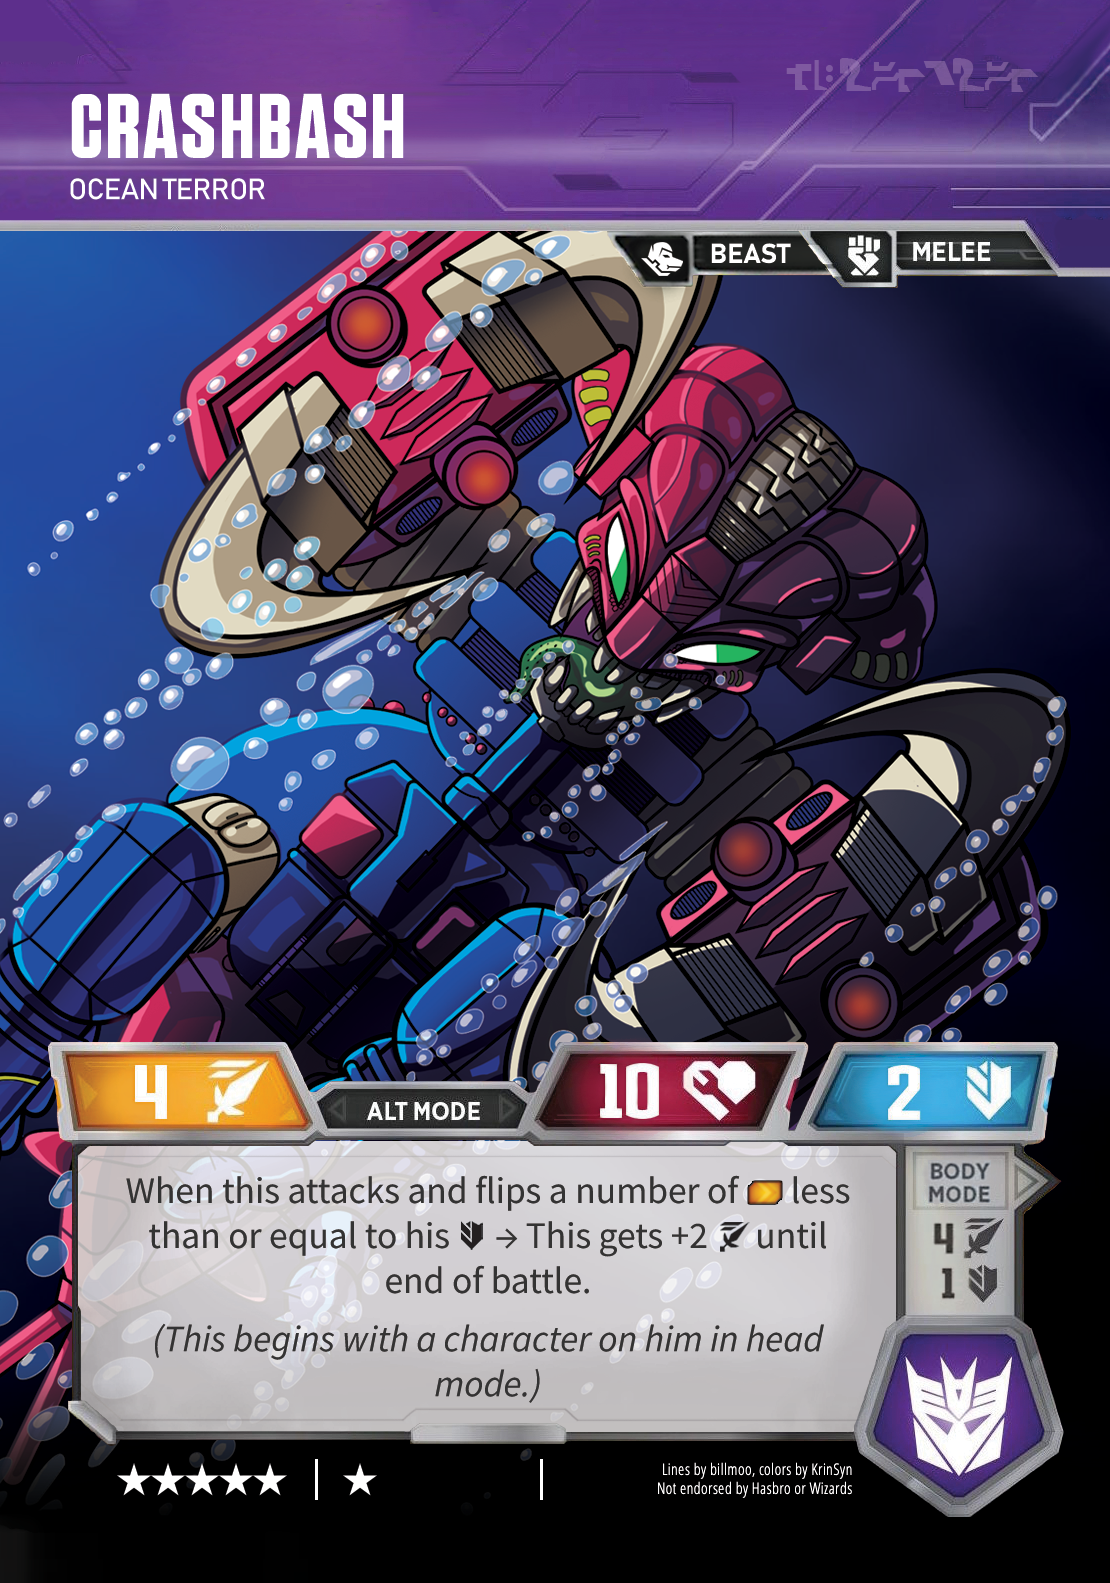 CRASHBASH
OCEAN TERROR
BEAST
MELEE
4
ALT MODE
10
2
When this attacks and flips a number of less
than or equal to his → This gets +2 until
end of battle.
(This begins with a character on him in head
mode.)
BODY
MODE
4
1
★★★★★ | ★ |
Lines by billmoo, colors by KrinSyn
Not endorsed by Hasbro or Wizards